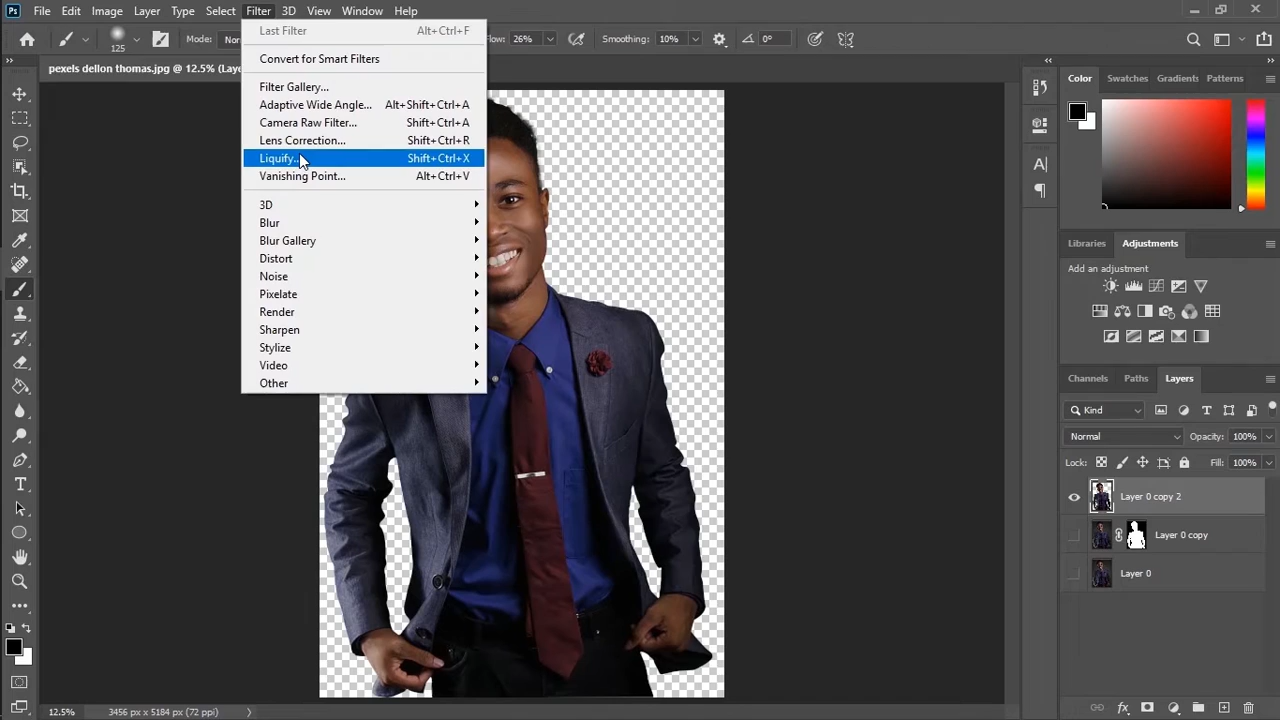 Ps File Edit Image Layer Type Select Filter 3D View Window Help
125 Mode: Flow: 26% Smoothing: 10% 0°
pexels dellon thomas.jpg @ 12.5%
Last Filter Alt+Ctrl+F
Convert for Smart Filters
Filter Gallery...
Adaptive Wide Angle... Alt+Shift+Ctrl+A
Camera Raw Filter... Shift+Ctrl+A
Lens Correction... Shift+Ctrl+R
Liquify... Shift+Ctrl+X
Vanishing Point... Alt+Ctrl+V
3D
Blur
Blur Gallery
Distort
Noise
Pixelate
Render
Sharpen
Stylize
Video
Other
Color Swatches Gradients Patterns
Libraries Adjustments
Add an adjustment
Channels Paths Layers
Kind
Normal Opacity: 100%
Lock: Fill: 100%
Layer 0 copy 2
Layer 0 copy
Layer 0
12.5% 3456 px x 5184 px (72 ppi)